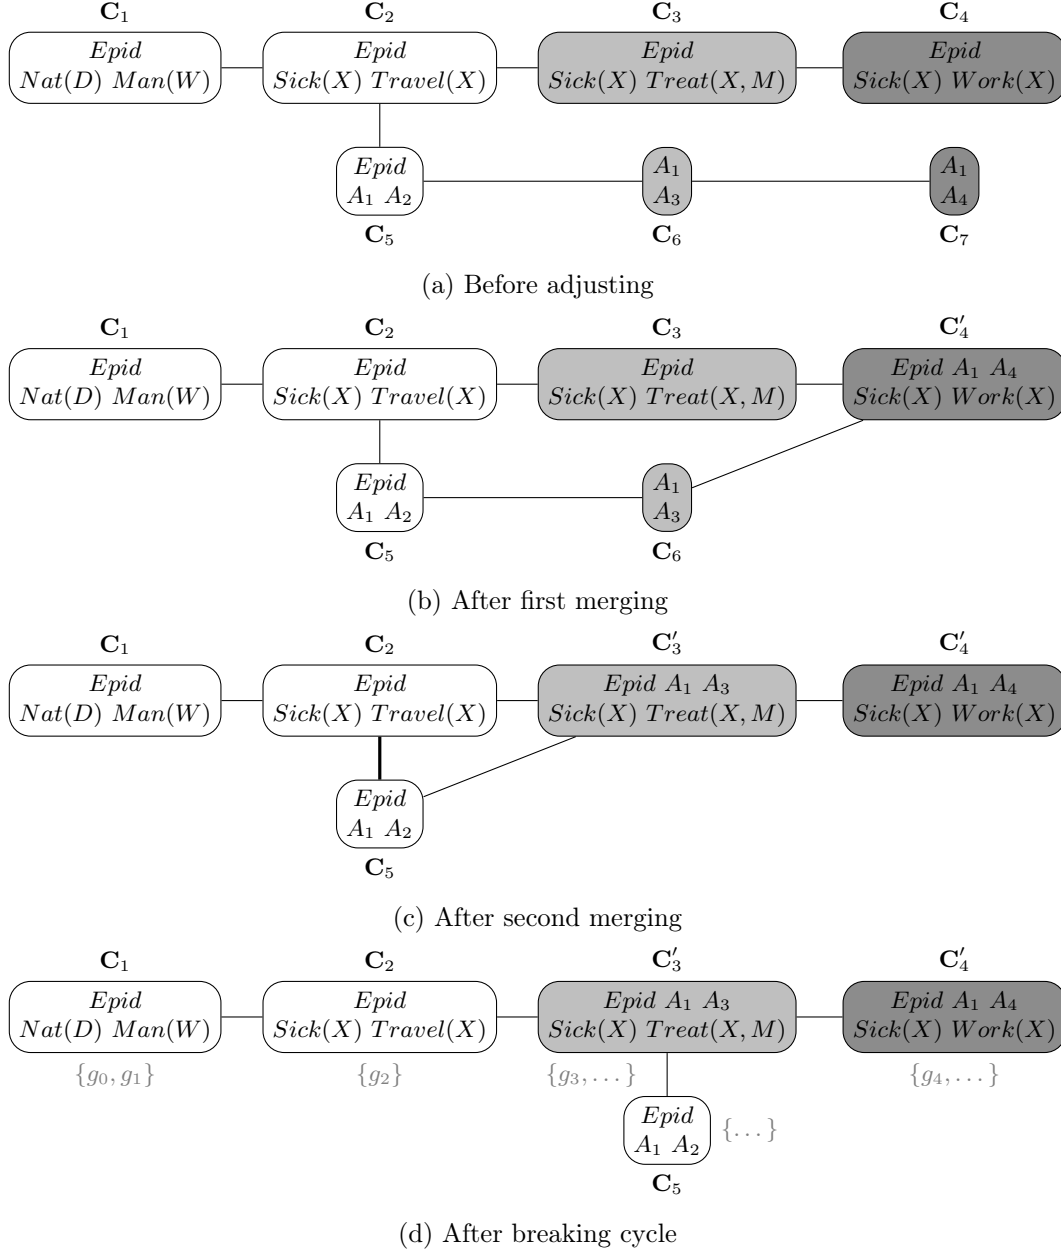 C₁ C₂ C₃ C₄
Epid Epid Epid Epid
Nat(D) Man(W) Sick(X) Travel(X) Sick(X) Treat(X, M) Sick(X) Work(X)
Epid A₁ A₁
A₁ A₂ A₃ A₄
C₅ C₆ C₇
(a) Before adjusting
C₁ C₂ C₃ C′₄
Epid Epid Epid Epid A₁ A₄
Nat(D) Man(W) Sick(X) Travel(X) Sick(X) Treat(X, M) Sick(X) Work(X)
Epid A₁
A₁ A₂ A₃
C₅ C₆
(b) After first merging
C₁ C₂ C′₃ C′₄
Epid Epid Epid A₁ A₃ Epid A₁ A₄
Nat(D) Man(W) Sick(X) Travel(X) Sick(X) Treat(X, M) Sick(X) Work(X)
Epid
A₁ A₂
C₅
(c) After second merging
C₁ C₂ C′₃ C′₄
Epid Epid Epid A₁ A₃ Epid A₁ A₄
Nat(D) Man(W) Sick(X) Travel(X) Sick(X) Treat(X, M) Sick(X) Work(X)
{g₀, g₁} {g₂} {g₃, . . . } {g₄, . . . }
Epid {. . . }
A₁ A₂
C₅
(d) After breaking cycle